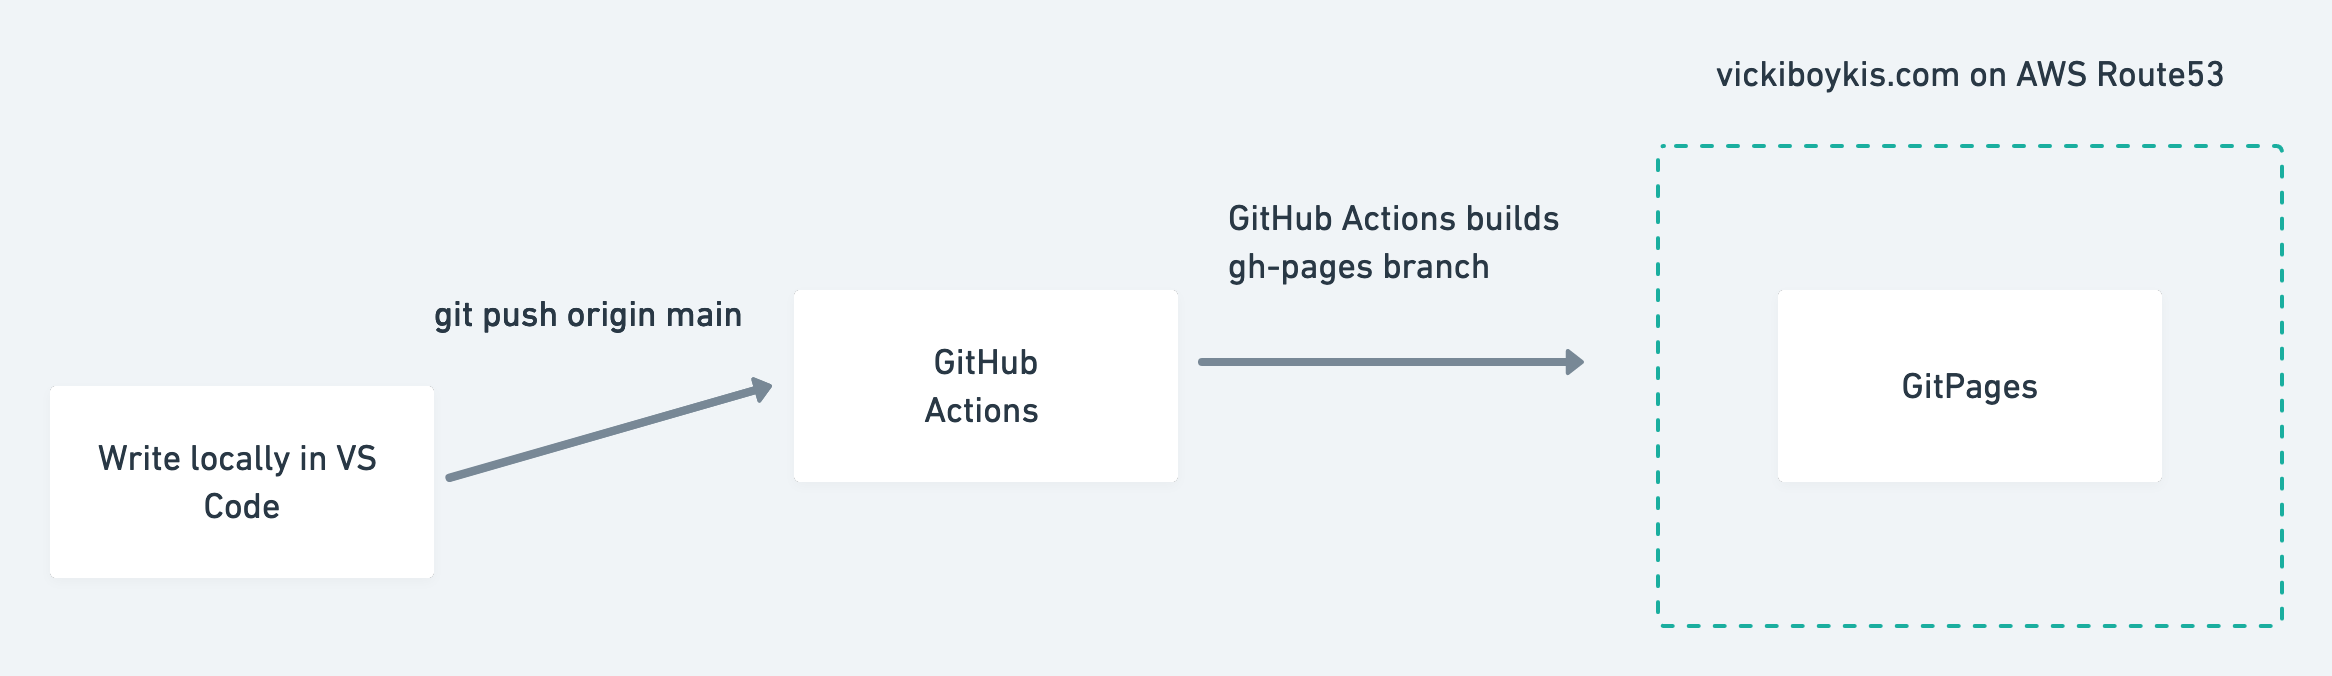 vickiboykis.com on AWS Route53
GitHub Actions builds
gh-pages branch
git push origin main
GitHub
Actions
GitPages
Write locally in VS
Code